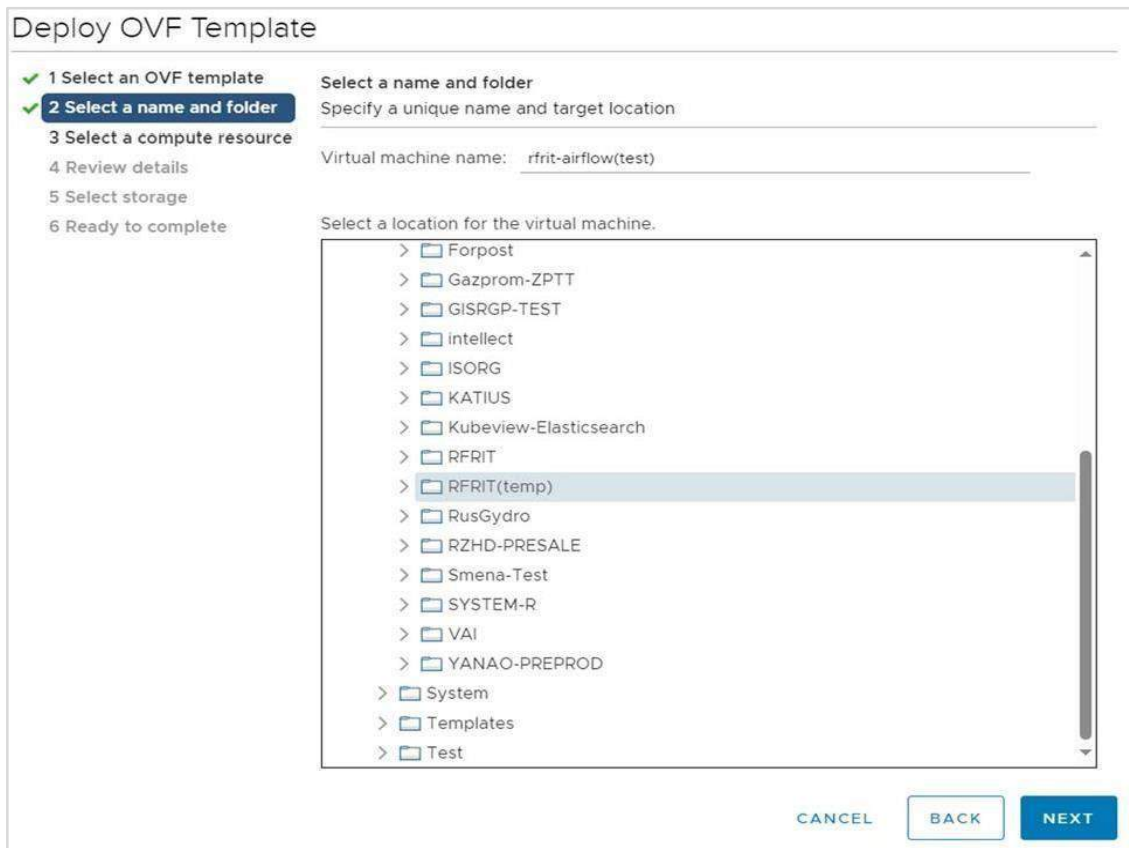 Deploy OVF Template
1 Select an OVF template
2 Select a name and folder
3 Select a compute resource
4 Review details
5 Select storage
6 Ready to complete
Select a name and folder
Specify a unique name and target location
Virtual machine name: rfrit-airflow(test)
Select a location for the virtual machine.
Forpost
Gazprom-ZPTT
GISRGP-TEST
intellect
ISORG
KATIUS
Kubeview-Elasticsearch
RFRIT
RFRIT(temp)
RusGydro
RZHD-PRESALE
Smena-Test
SYSTEM-R
VAI
YANAO-PREPROD
System
Templates
Test
CANCEL BACK NEXT